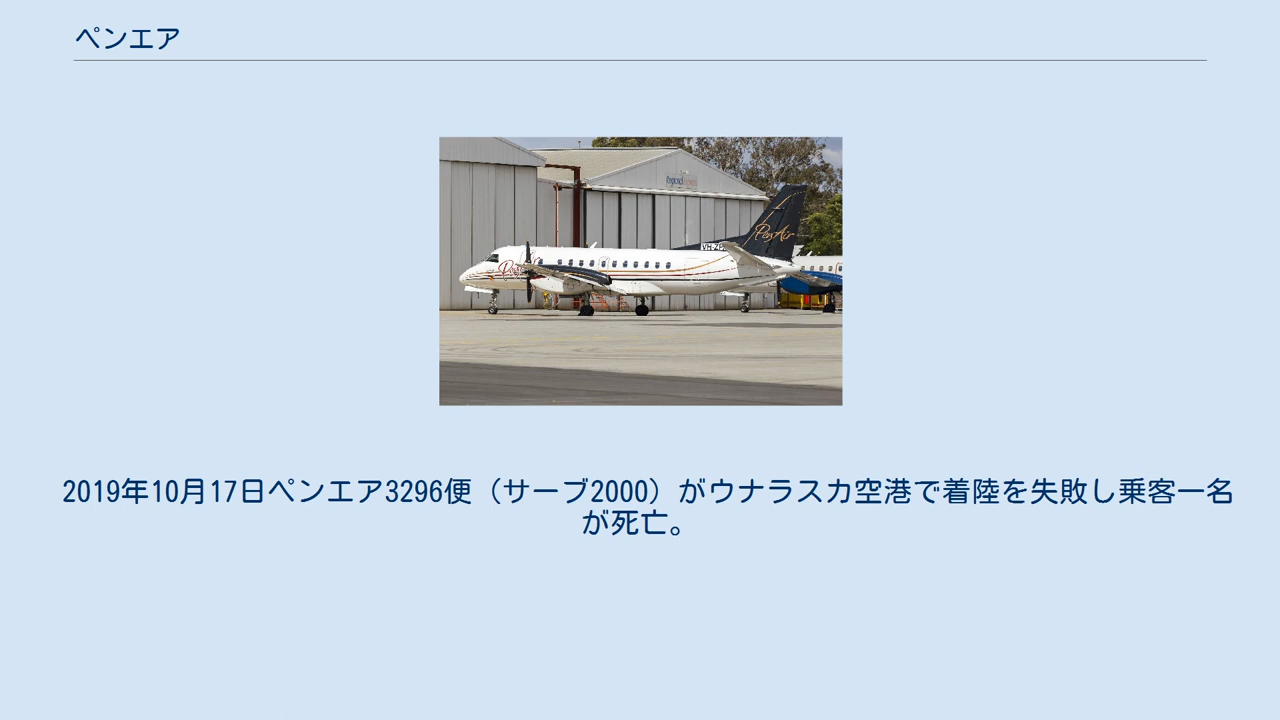 ペンエア
PenAir
2019年10月17日ペンエア3296便（サーブ2000）がウナラスカ空港で着陸を失敗し乗客一名
が死亡。